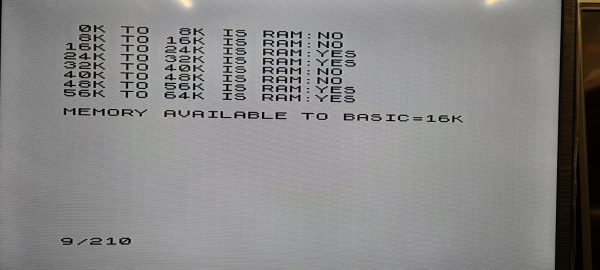 0K TO 8K IS RAM:NO
8K TO 16K IS RAM:NO
16K TO 24K IS RAM:YES
24K TO 32K IS RAM:YES
32K TO 40K IS RAM:NO
40K TO 48K IS RAM:NO
48K TO 56K IS RAM:YES
56K TO 64K IS RAM:YES
MEMORY AVAILABLE TO BASIC=16K
9/210